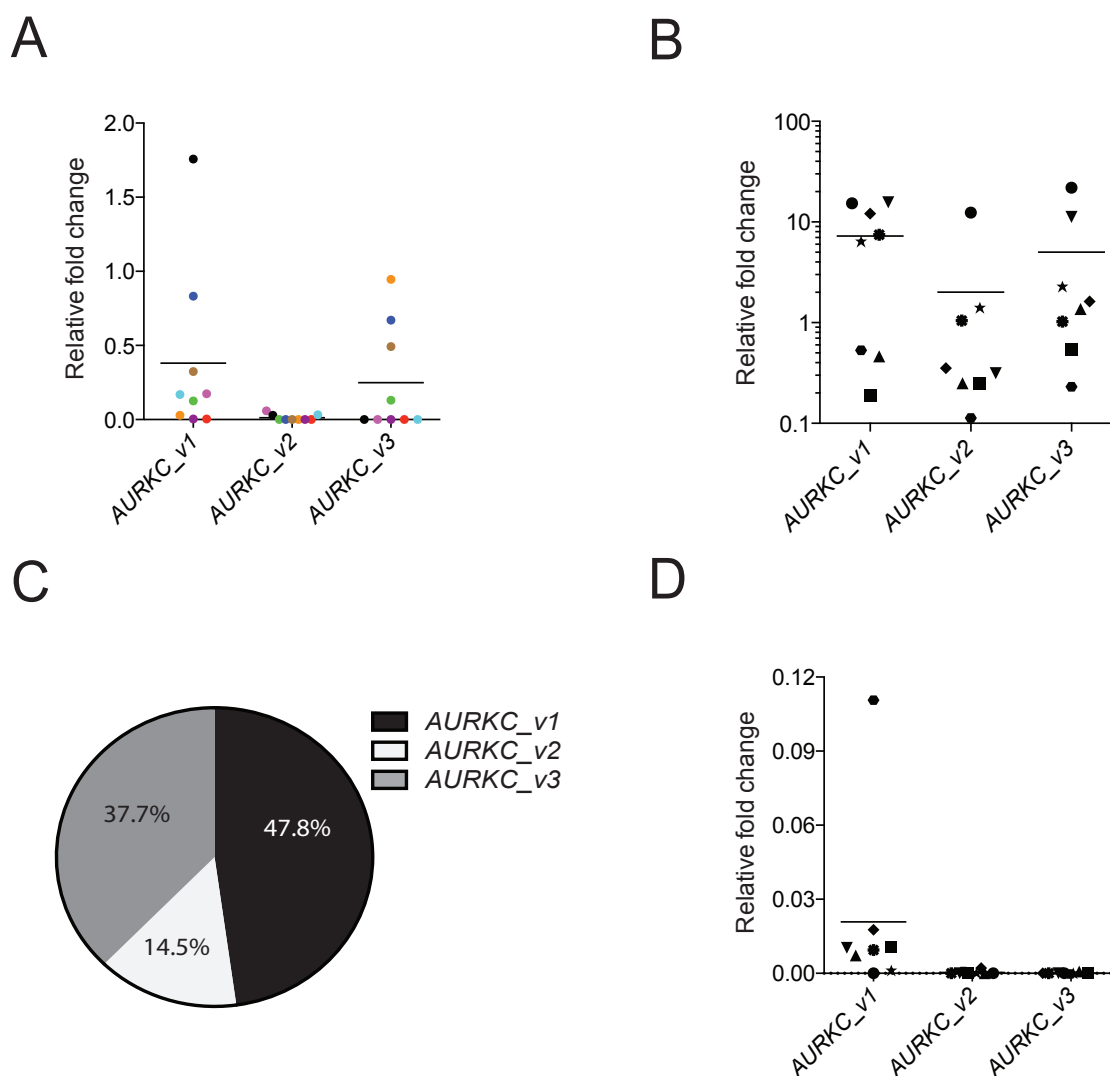 A
B
Relative fold change
2.0
1.5
1.0
0.5
0.0
AURKC_v1
AURKC_v2
AURKC_v3
Relative fold change
100
10
1
0.1
AURKC_v1
AURKC_v2
AURKC_v3
C
D
AURKC_v1
AURKC_v2
AURKC_v3
37.7%
47.8%
14.5%
Relative fold change
0.12
0.09
0.06
0.03
0.00
AURKC_v1
AURKC_v2
AURKC_v3